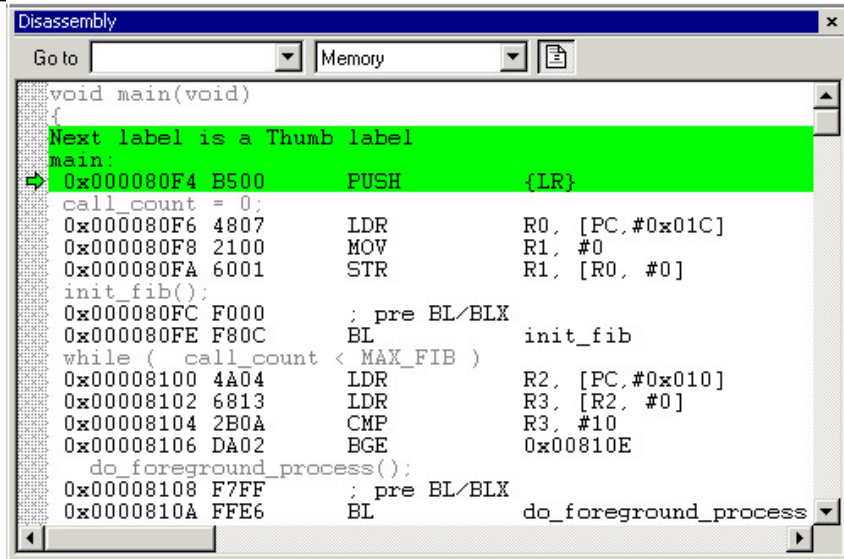 Disassembly
Go to Memory
void main(void)
{
Next label is a Thumb label
main:
0x000080F4 B500 PUSH {LR}
call_count = 0;
0x000080F6 4807 LDR R0, [PC,#0x01C]
0x000080F8 2100 MOV R1, #0
0x000080FA 6001 STR R1, [R0, #0]
init_fib();
0x000080FC F000 ; pre BL/BLX
0x000080FE F80C BL init_fib
while ( call_count < MAX_FIB )
0x00008100 4A04 LDR R2, [PC,#0x010]
0x00008102 6813 LDR R3, [R2, #0]
0x00008104 2B0A CMP R3, #10
0x00008106 DA02 BGE 0x00810E
do_foreground_process();
0x00008108 F7FF ; pre BL/BLX
0x0000810A FFE6 BL do_foreground_process